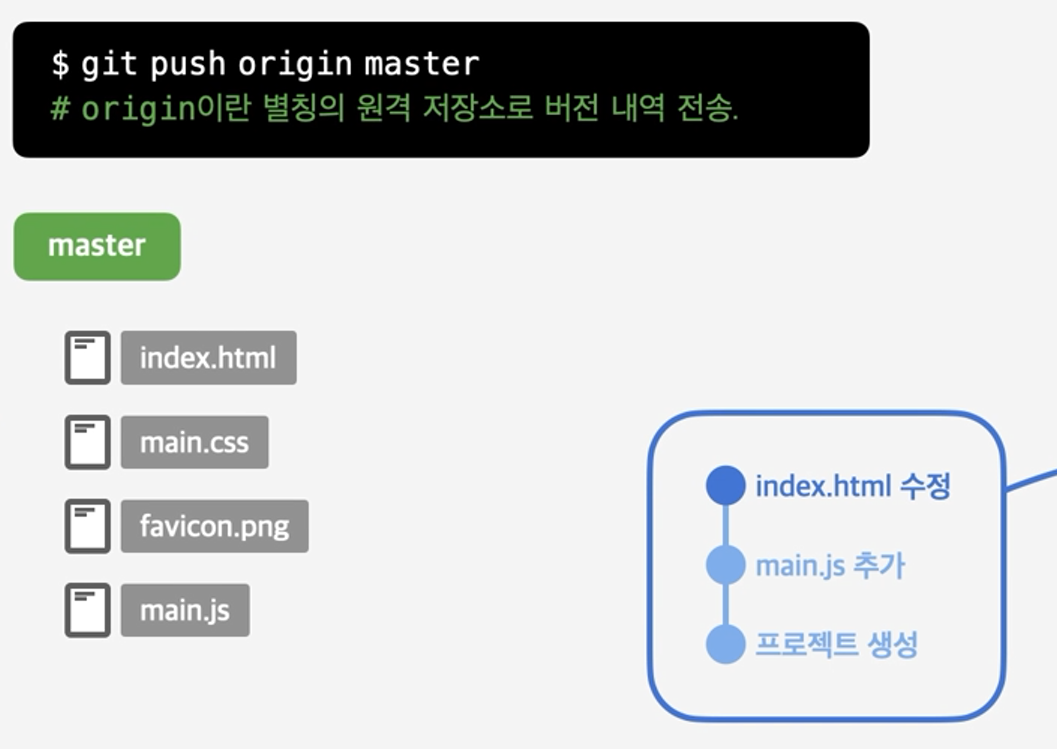 $ git push origin master
# origin이란 별칭의 원격 저장소로 버전 내역 전송.
master
index.html
main.css
favicon.png
main.js
index.html 수정
main.js 추가
프로젝트 생성